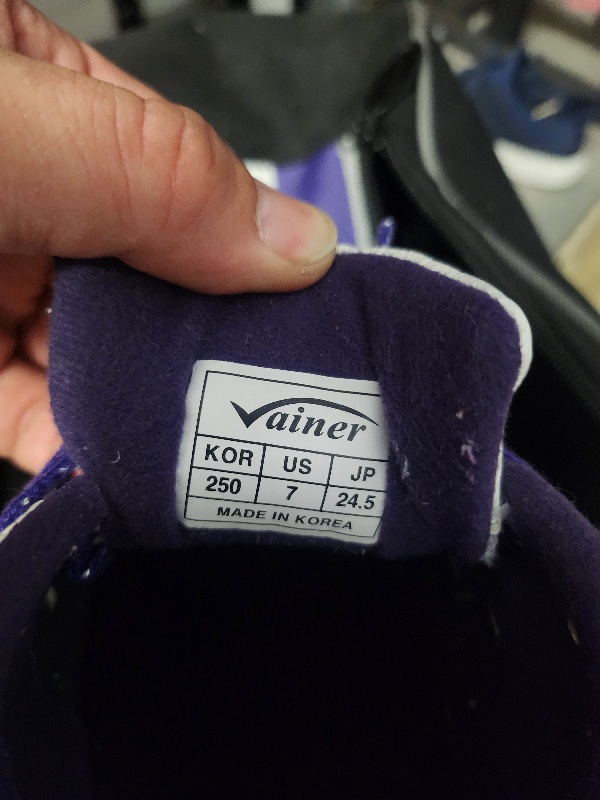 Vainer
KOR US JP
250 7 24.5
MADE IN KOREA